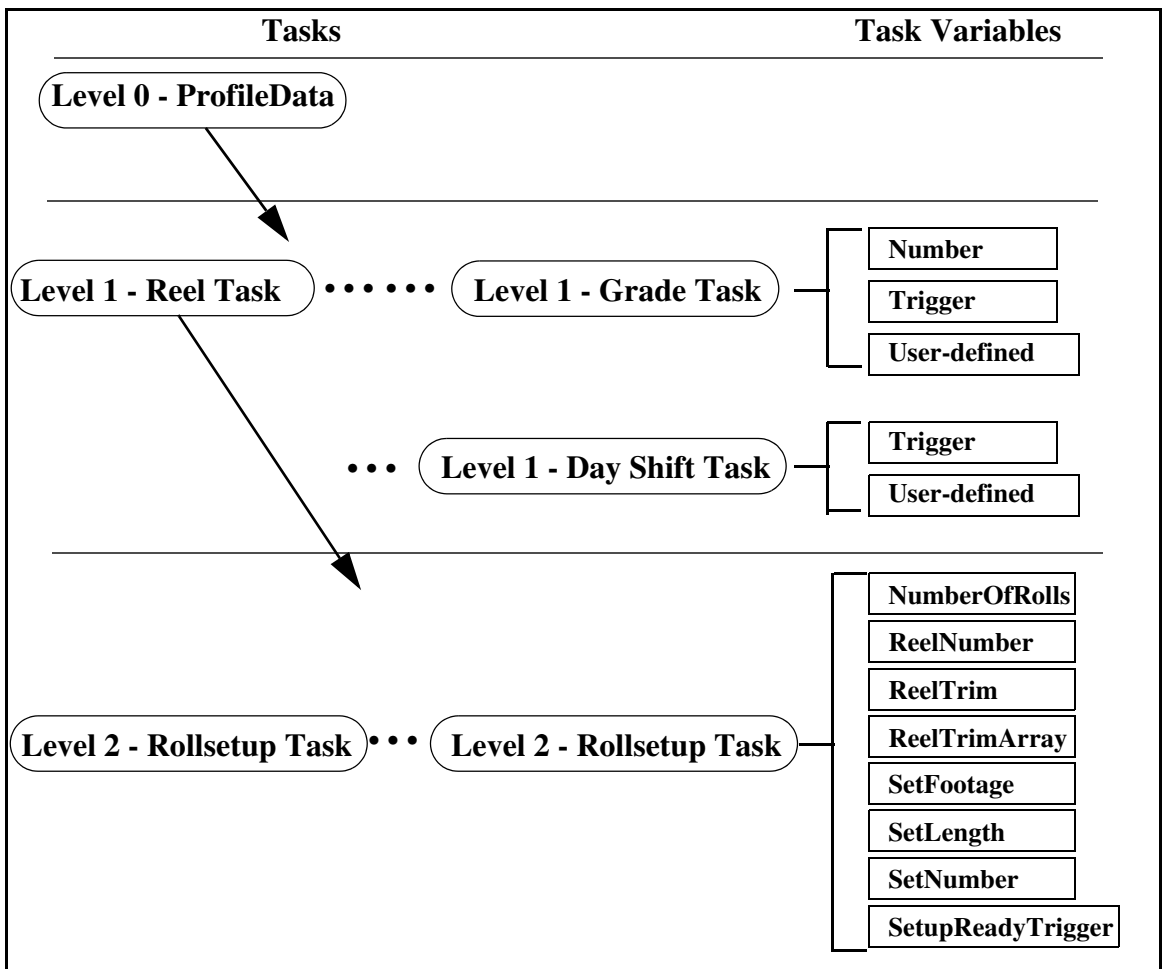 Tasks
Task Variables
Level 0 - ProfileData
Level 1 - Reel Task
Level 1 - Grade Task
Number
Trigger
User-defined
Level 1 - Day Shift Task
Trigger
User-defined
Level 2 - Rollsetup Task
Level 2 - Rollsetup Task
NumberOfRolls
ReelNumber
ReelTrim
ReelTrimArray
SetFootage
SetLength
SetNumber
SetupReadyTrigger